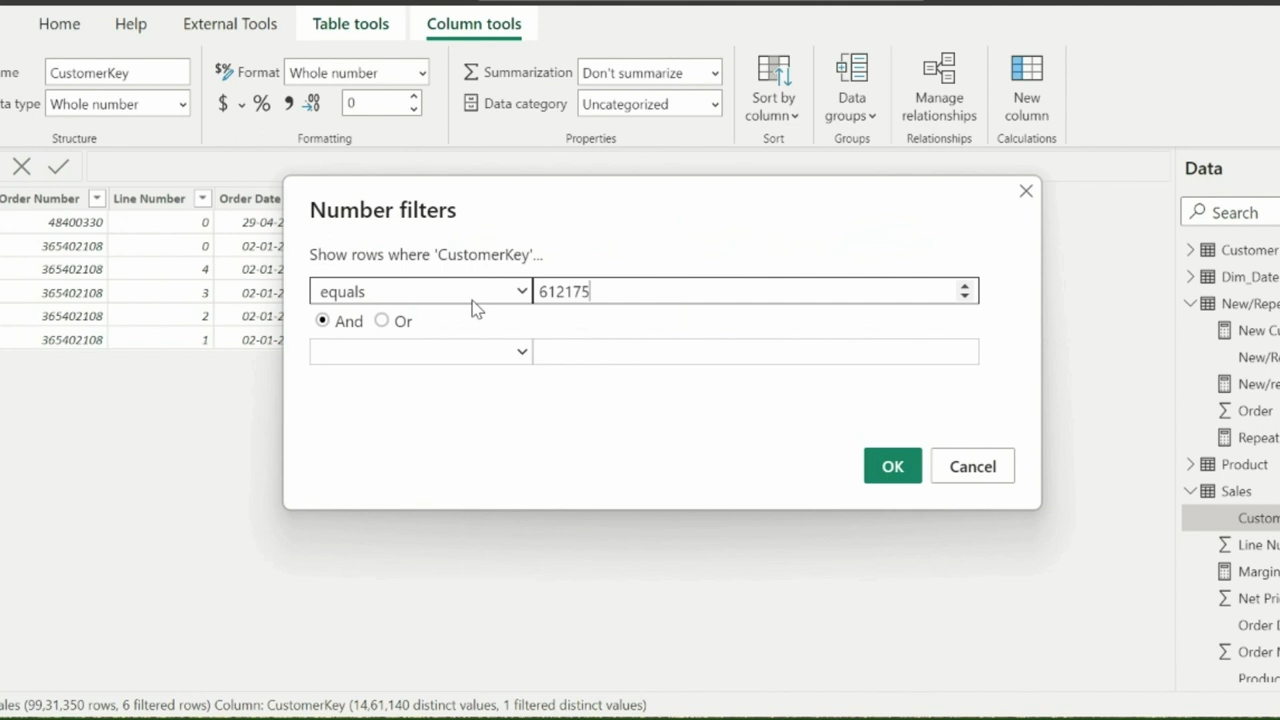 Home Help External Tools Table tools Column tools
me CustomerKey $% Format Whole number Σ Summarization Don't summarize
ta type Whole number $ % , .00 0 Data category Uncategorized
Sort by column Data groups Manage relationships New column
Structure Formatting Properties Sort Groups Relationships Calculations
Data
Order Number Line Number Order Date
Search
48400330 0 29-04-2
365402108 0 02-01-2
365402108 4 02-01-2
365402108 3 02-01-2
365402108 2 02-01-2
365402108 1 02-01-2
Number filters
Show rows where 'CustomerKey'...
equals 612175
And Or
OK Cancel
Customer
Dim_Date
New/Repe
New Cu
New/R
New/re
Σ Order
Repeat
Product
Sales
Custom
Σ Line Nu
Margin
Σ Net Pri
Order D
Σ Order N
Produc
ales (99,31,350 rows, 6 filtered rows) Column: CustomerKey (14,61,140 distinct values, 1 filtered distinct values)